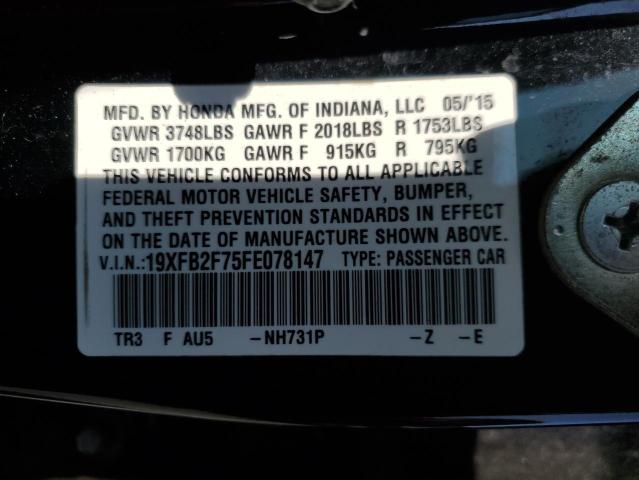 MFD. BY HONDA MFG. OF INDIANA, LLC 05/'15
GVWR 3748LBS GAWR F 2018LBS R 1753LBS
GVWR 1700KG GAWR F 915KG R 795KG
THIS VEHICLE CONFORMS TO ALL APPLICABLE
FEDERAL MOTOR VEHICLE SAFETY, BUMPER,
AND THEFT PREVENTION STANDARDS IN EFFECT
ON THE DATE OF MANUFACTURE SHOWN ABOVE.
V.I.N.:19XFB2F75FE078147 TYPE: PASSENGER CAR
TR3 F AU5 -NH731P -Z -E